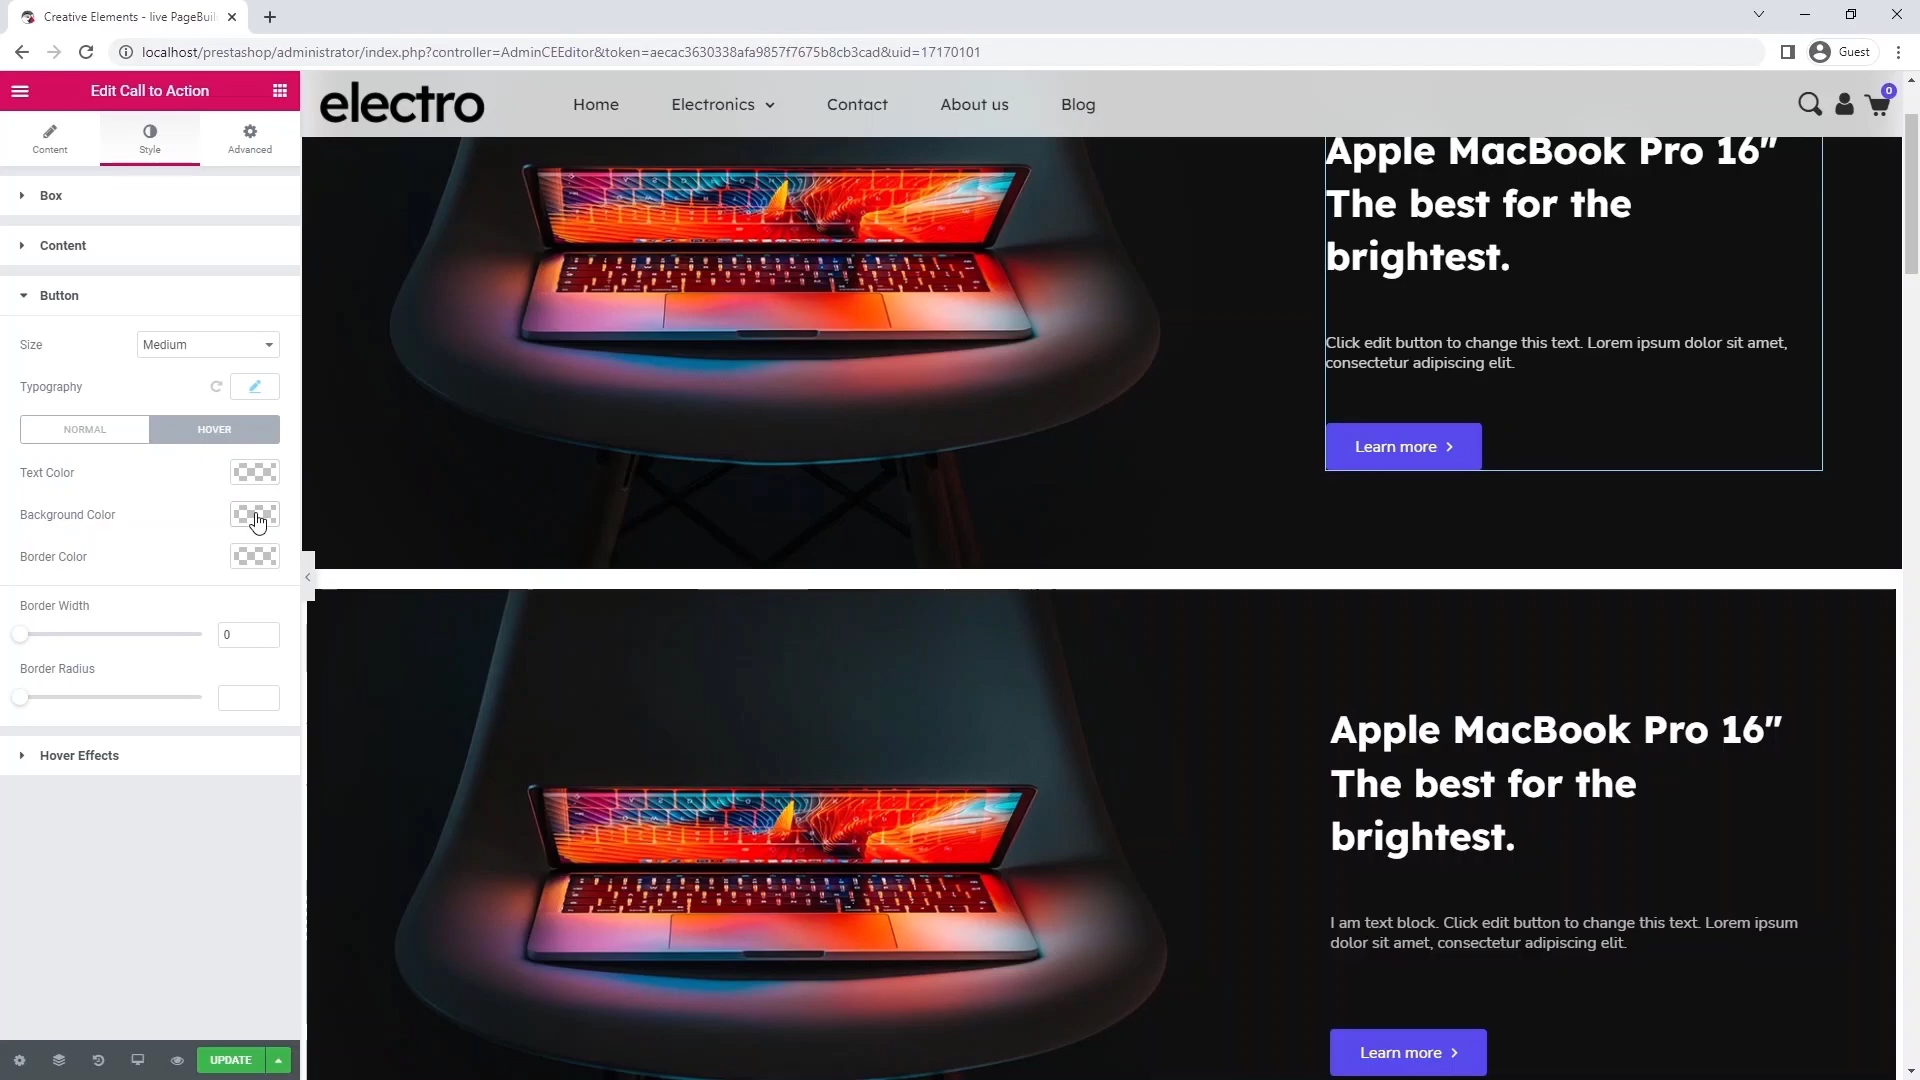 Creative Elements - live PageBuil
localhost/prestashop/administrator/index.php?controller=AdminCEEditor&token=aecac3630338afa9857f7675b8cb3cad&uid=17170101
Guest
Edit Call to Action
Content
Style
Advanced
Box
Content
Button
Size
Medium
Typography
NORMAL
HOVER
Text Color
Background Color
Border Color
Border Width
0
Border Radius
Hover Effects
UPDATE
electro
Home
Electronics
Contact
About us
Blog
0
Apple MacBook Pro 16"
The best for the
brightest.
Click edit button to change this text. Lorem ipsum dolor sit amet,
consectetur adipiscing elit.
Learn more
Apple MacBook Pro 16"
The best for the
brightest.
I am text block. Click edit button to change this text. Lorem ipsum
dolor sit amet, consectetur adipiscing elit.
Learn more